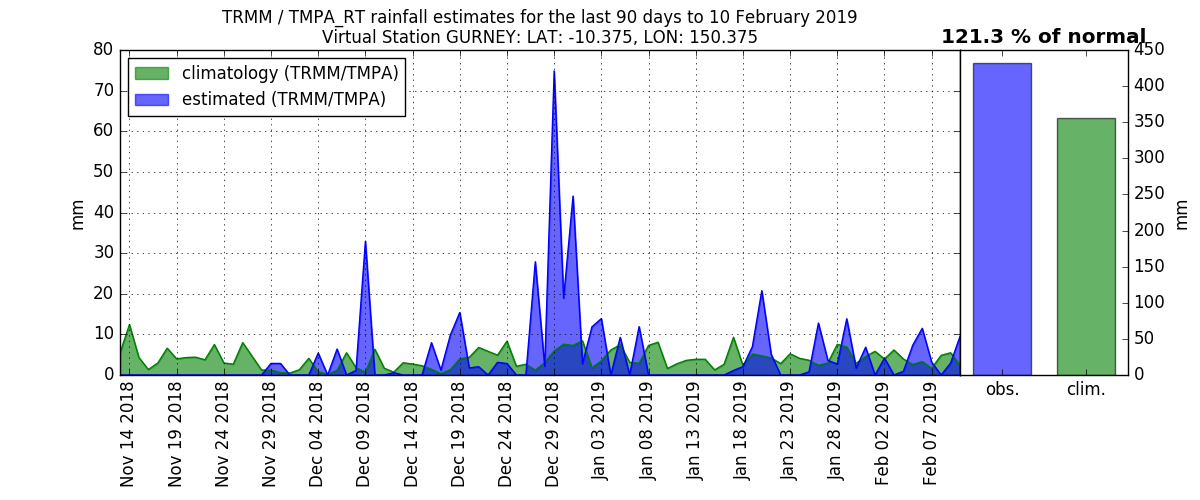 TRMM / TMPA_RT rainfall estimates for the last 90 days to 10 February 2019
Virtual Station GURNEY: LAT: -10.375, LON: 150.375
121.3 % of normal
climatology (TRMM/TMPA)
estimated (TRMM/TMPA)
mm
80
70
60
50
40
30
20
10
0
450
400
350
300
250
200
150
100
50
0
mm
Nov 14 2018
Nov 19 2018
Nov 24 2018
Nov 29 2018
Dec 04 2018
Dec 09 2018
Dec 14 2018
Dec 19 2018
Dec 24 2018
Dec 29 2018
Jan 03 2019
Jan 08 2019
Jan 13 2019
Jan 18 2019
Jan 23 2019
Jan 28 2019
Feb 02 2019
Feb 07 2019
obs.
clim.